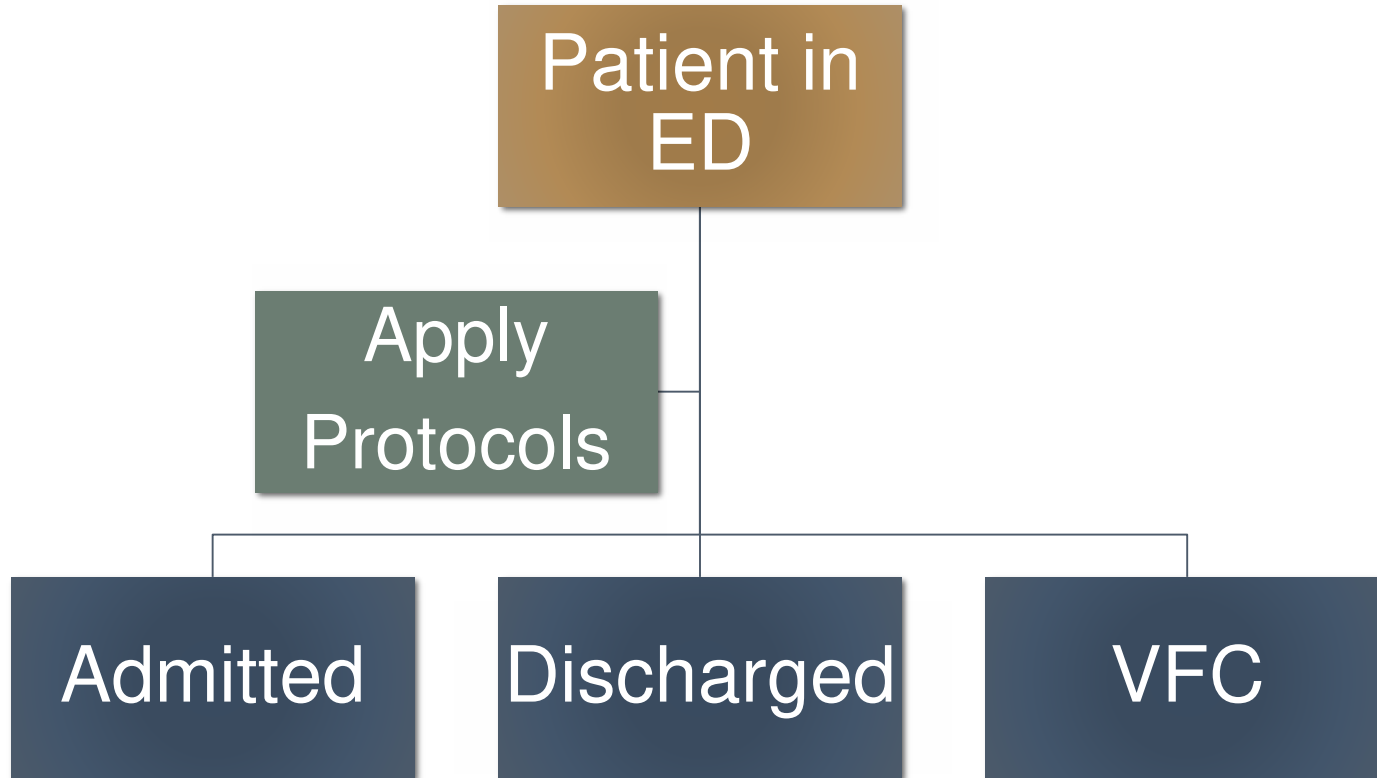 Patient in
ED
Apply
Protocols
Admitted
Discharged
VFC